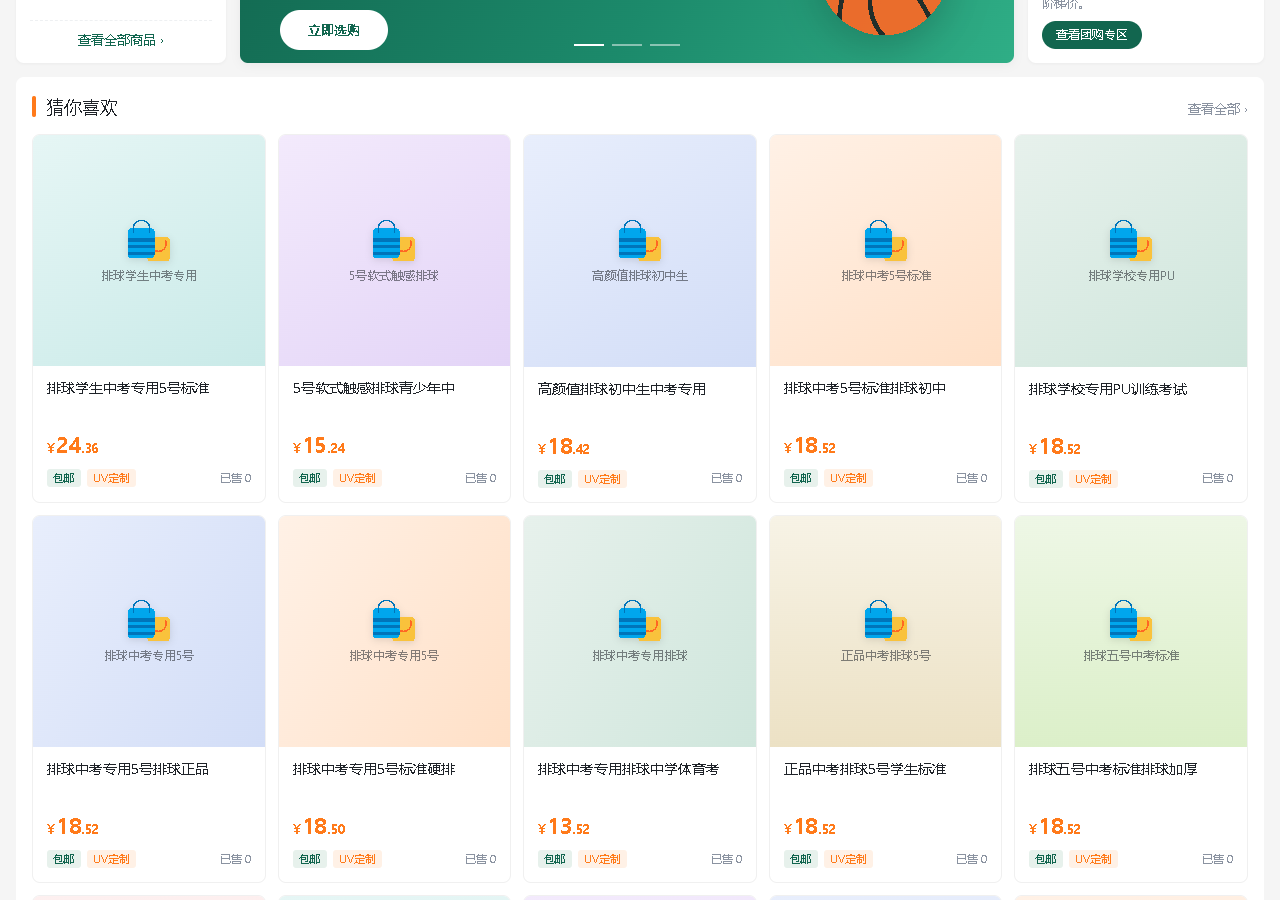 阶梯价。
立即选购
查看全部商品 ›
查看团购专区
猜你喜欢
查看全部 ›
排球学生中考专用
5号软式触感排球
高颜值排球初中生
排球中考5号标准
排球学校专用PU
排球学生中考专用5号标准
5号软式触感排球青少年中
高颜值排球初中生中考专用
排球中考5号标准排球初中
排球学校专用PU训练考试
¥24.36
¥15.24
¥18.42
¥18.52
¥18.52
包邮 UV定制 已售 0
包邮 UV定制 已售 0
包邮 UV定制 已售 0
包邮 UV定制 已售 0
包邮 UV定制 已售 0
排球中考专用5号
排球中考专用5号
排球中考专用排球
正品中考排球5号
排球五号中考标准
排球中考专用5号排球正品
排球中考专用5号标准硬排
排球中考专用排球中学体育考
正品中考排球5号学生标准
排球五号中考标准排球加厚
¥18.52
¥18.50
¥13.52
¥18.52
¥18.52
包邮 UV定制 已售 0
包邮 UV定制 已售 0
包邮 UV定制 已售 0
包邮 UV定制 已售 0
包邮 UV定制 已售 0